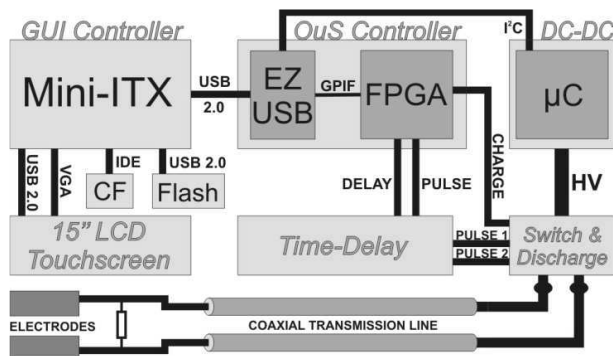 GUI Controller
OuS Controller
I²C
DC-DC
Mini-ITX
USB
2.0
EZ
USB
GPIF
FPGA
µC
USB 2.0
VGA
IDE
USB 2.0
CF
Flash
DELAY
PULSE
CHARGE
HV
15" LCD
Touchscreen
Time-Delay
PULSE 1
PULSE 2
Switch &
Discharge
ELECTRODES
COAXIAL TRANSMISSION LINE